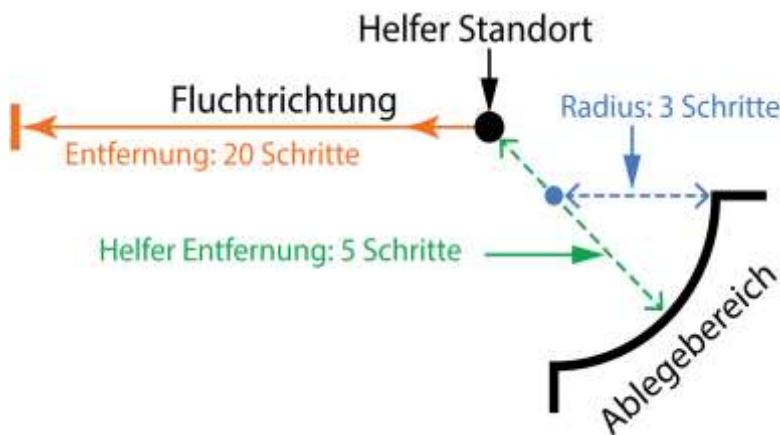 Helfer Standort
Fluchtrichtung
Radius: 3 Schritte
Entfernung: 20 Schritte
Helfer Entfernung: 5 Schritte
Ablegebereich